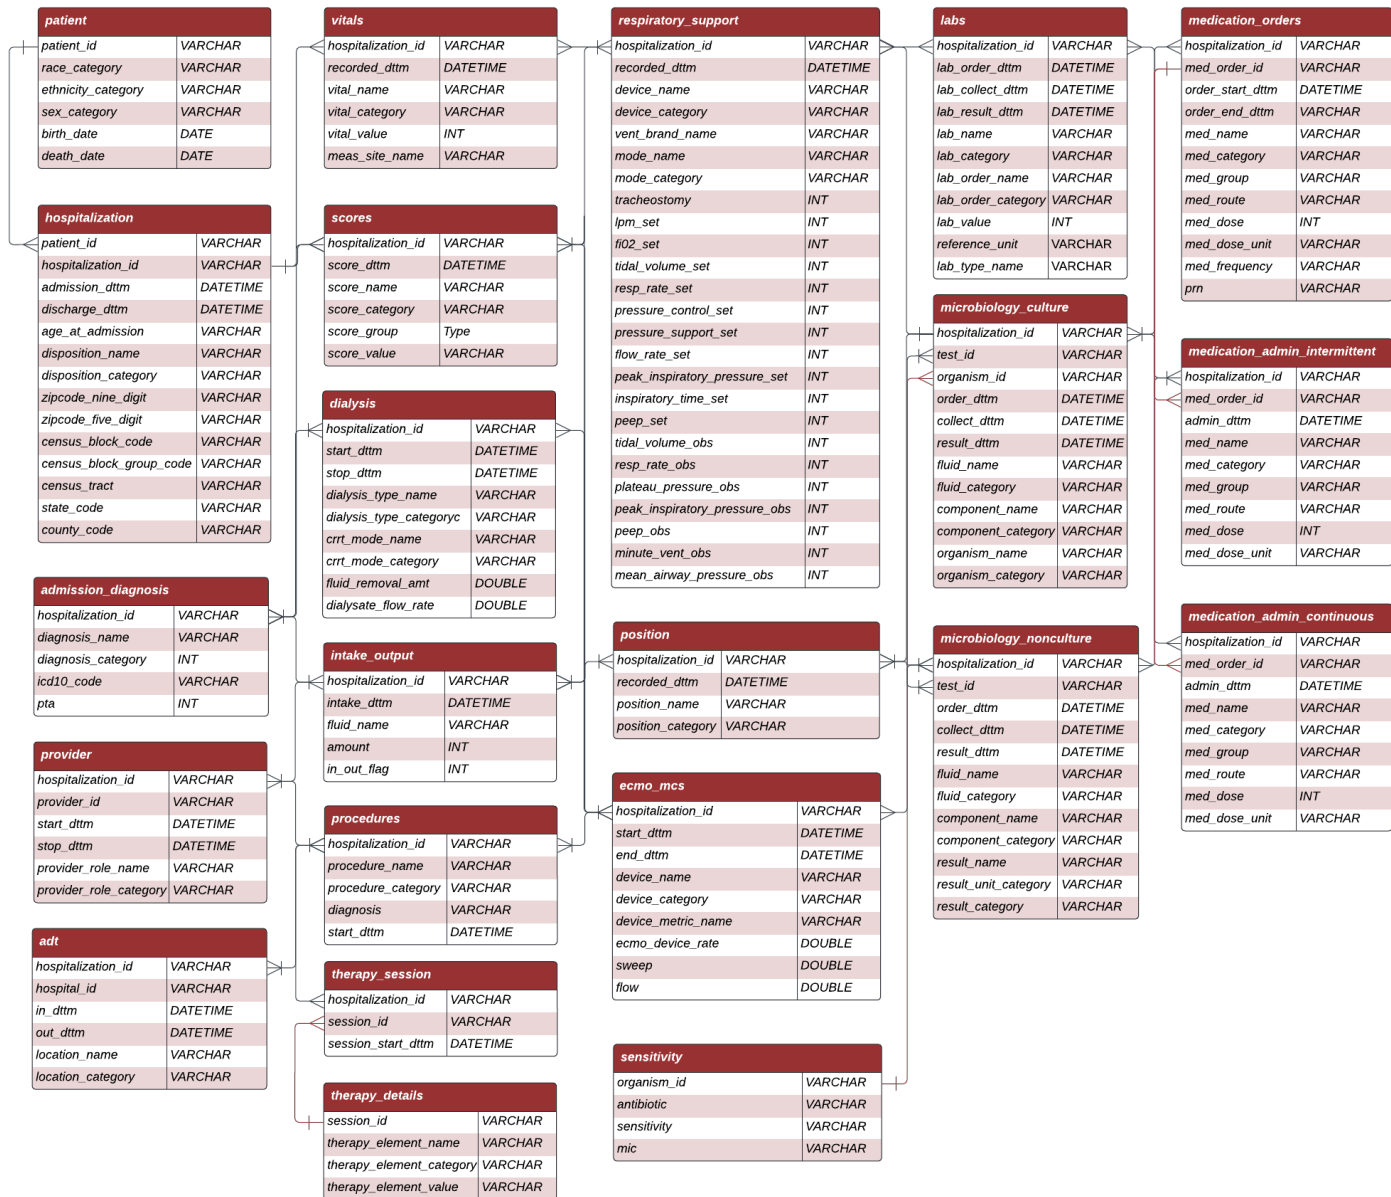 patient
patient_id VARCHAR
race_category VARCHAR
ethnicity_category VARCHAR
sex_category VARCHAR
birth_date DATE
death_date DATE
hospitalization
patient_id VARCHAR
hospitalization_id VARCHAR
admission_dttm DATETIME
discharge_dttm DATETIME
age_at_admission VARCHAR
disposition_name VARCHAR
disposition_category VARCHAR
zipcode_nine_digit VARCHAR
zipcode_five_digit VARCHAR
census_block_code VARCHAR
census_block_group_code VARCHAR
census_tract VARCHAR
state_code VARCHAR
county_code VARCHAR
admission_diagnosis
hospitalization_id VARCHAR
diagnosis_name VARCHAR
diagnosis_category INT
icd10_code VARCHAR
pta INT
provider
hospitalization_id VARCHAR
provider_id VARCHAR
start_dttm DATETIME
stop_dttm DATETIME
provider_role_name VARCHAR
provider_role_category VARCHAR
adt
hospitalization_id VARCHAR
hospital_id VARCHAR
in_dttm DATETIME
out_dttm DATETIME
location_name VARCHAR
location_category VARCHAR
vitals
hospitalization_id VARCHAR
recorded_dttm DATETIME
vital_name VARCHAR
vital_category VARCHAR
vital_value INT
meas_site_name VARCHAR
scores
hospitalization_id VARCHAR
score_dttm DATETIME
score_name VARCHAR
score_category VARCHAR
score_group Type
score_value VARCHAR
dialysis
hospitalization_id VARCHAR
start_dttm DATETIME
stop_dttm DATETIME
dialysis_type_name VARCHAR
dialysis_type_categoryc VARCHAR
crrt_mode_name VARCHAR
crrt_mode_category VARCHAR
fluid_removal_amt DOUBLE
dialysate_flow_rate DOUBLE
intake_output
hospitalization_id VARCHAR
intake_dttm DATETIME
fluid_name VARCHAR
amount INT
in_out_flag INT
procedures
hospitalization_id VARCHAR
procedure_name VARCHAR
procedure_category VARCHAR
diagnosis VARCHAR
start_dttm DATETIME
therapy_session
hospitalization_id VARCHAR
session_id VARCHAR
session_start_dttm DATETIME
therapy_details
session_id VARCHAR
therapy_element_name VARCHAR
therapy_element_category VARCHAR
therapy_element_value VARCHAR
respiratory_support
hospitalization_id VARCHAR
recorded_dttm DATETIME
device_name VARCHAR
device_category VARCHAR
vent_brand_name VARCHAR
mode_name VARCHAR
mode_category VARCHAR
tracheostomy INT
lpm_set INT
fi02_set INT
tidal_volume_set INT
resp_rate_set INT
pressure_control_set INT
pressure_support_set INT
flow_rate_set INT
peak_inspiratory_pressure_set INT
inspiratory_time_set INT
peep_set INT
tidal_volume_obs INT
resp_rate_obs INT
plateau_pressure_obs INT
peak_inspiratory_pressure_obs INT
peep_obs INT
minute_vent_obs INT
mean_airway_pressure_obs INT
position
hospitalization_id VARCHAR
recorded_dttm DATETIME
position_name VARCHAR
position_category VARCHAR
ecmo_mcs
hospitalization_id VARCHAR
start_dttm DATETIME
end_dttm DATETIME
device_name VARCHAR
device_category VARCHAR
device_metric_name VARCHAR
ecmo_device_rate DOUBLE
sweep DOUBLE
flow DOUBLE
sensitivity
organism_id VARCHAR
antibiotic VARCHAR
sensitivity VARCHAR
mic VARCHAR
labs
hospitalization_id VARCHAR
lab_order_dttm DATETIME
lab_collect_dttm DATETIME
lab_result_dttm DATETIME
lab_name VARCHAR
lab_category VARCHAR
lab_order_name VARCHAR
lab_order_category VARCHAR
lab_value INT
reference_unit VARCHAR
lab_type_name VARCHAR
microbiology_culture
hospitalization_id VARCHAR
test_id VARCHAR
organism_id VARCHAR
order_dttm DATETIME
collect_dttm DATETIME
result_dttm DATETIME
fluid_name VARCHAR
fluid_category VARCHAR
component_name VARCHAR
component_category VARCHAR
organism_name VARCHAR
organism_category VARCHAR
microbiology_nonculture
hospitalization_id VARCHAR
test_id VARCHAR
order_dttm DATETIME
collect_dttm DATETIME
result_dttm DATETIME
fluid_name VARCHAR
fluid_category VARCHAR
component_name VARCHAR
component_category VARCHAR
result_name VARCHAR
result_unit_category VARCHAR
result_category VARCHAR
medication_orders
hospitalization_id VARCHAR
med_order_id VARCHAR
order_start_dttm DATETIME
order_end_dttm VARCHAR
med_name VARCHAR
med_category VARCHAR
med_group VARCHAR
med_route VARCHAR
med_dose INT
med_dose_unit VARCHAR
med_frequency VARCHAR
prn VARCHAR
medication_admin_intermittent
hospitalization_id VARCHAR
med_order_id VARCHAR
admin_dttm DATETIME
med_name VARCHAR
med_category VARCHAR
med_group VARCHAR
med_route VARCHAR
med_dose INT
med_dose_unit VARCHAR
medication_admin_continuous
hospitalization_id VARCHAR
med_order_id VARCHAR
admin_dttm DATETIME
med_name VARCHAR
med_category VARCHAR
med_group VARCHAR
med_route VARCHAR
med_dose INT
med_dose_unit VARCHAR